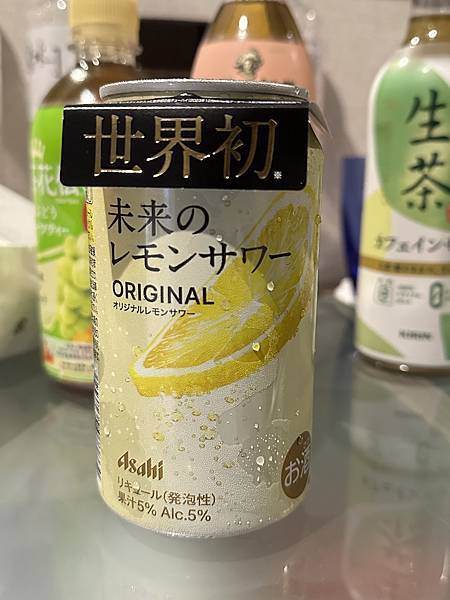 世界初※
未来の
レモンサワー
ORIGINAL
オリジナルレモンサワー
Asahi
リキュール(発泡性)
果汁5% Alc.5%
お酒
生茶
カフェインゼ
KIRIN